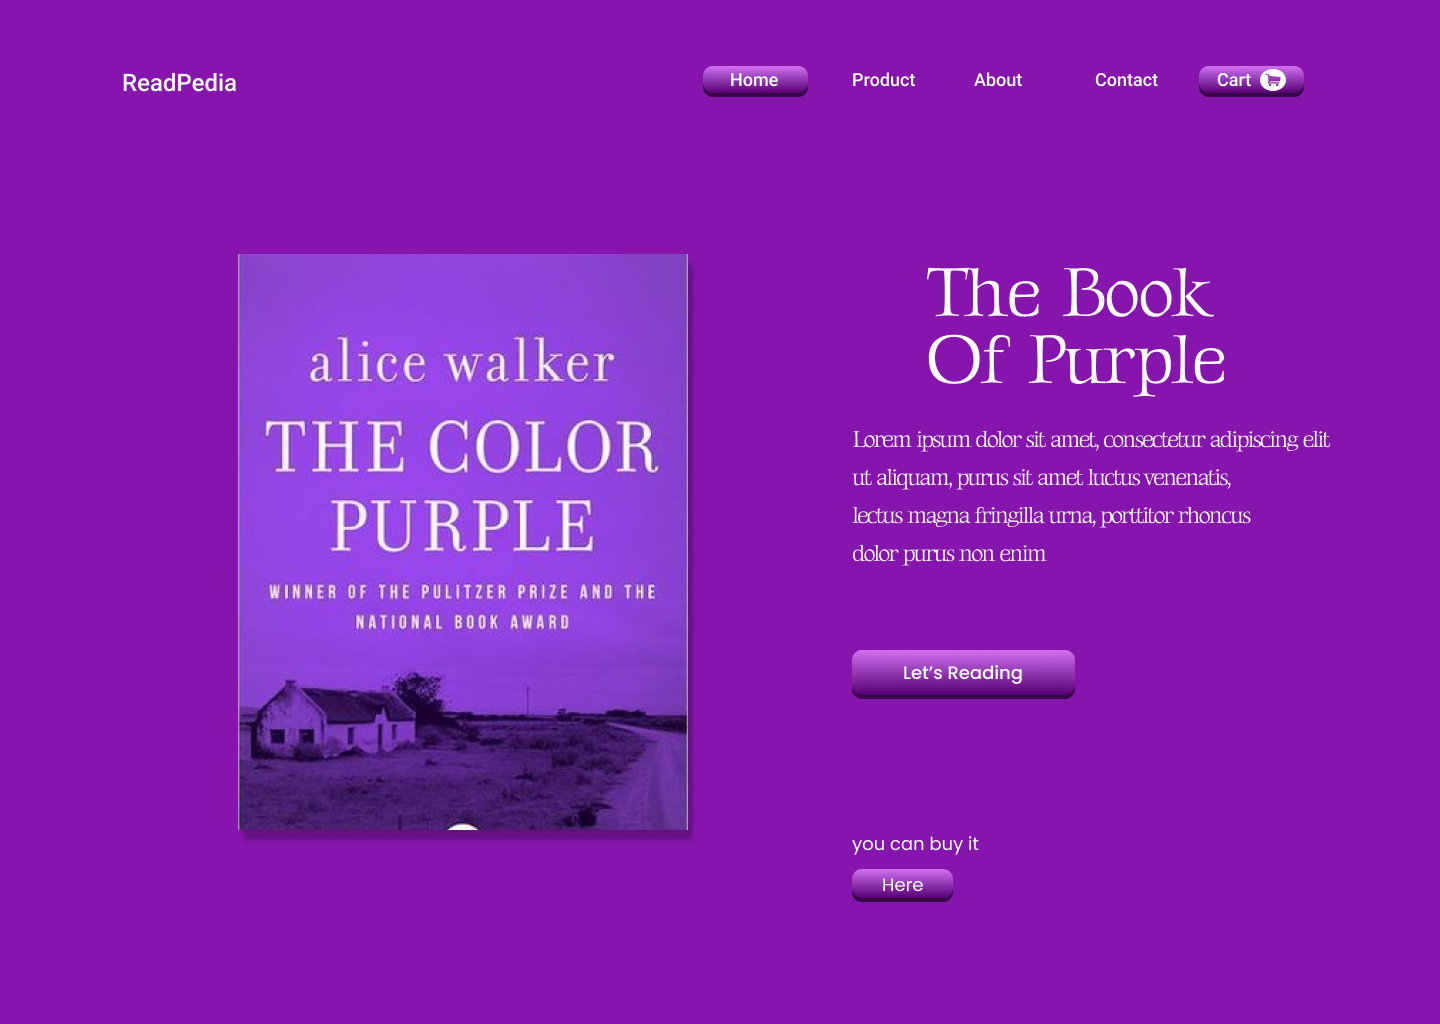 ReadPedia
Home
Product
About
Contact
Cart
alice walker
THE COLOR
PURPLE
WINNER OF THE PULITZER PRIZE AND THE
NATIONAL BOOK AWARD
The Book
Of Purple
Lorem ipsum dolor sit amet, consectetur adipiscing elit
ut aliquam, purus sit amet luctus venenatis,
lectus magna fringilla urna, porttitor rhoncus
dolor purus non enim
Let’s Reading
you can buy it
Here